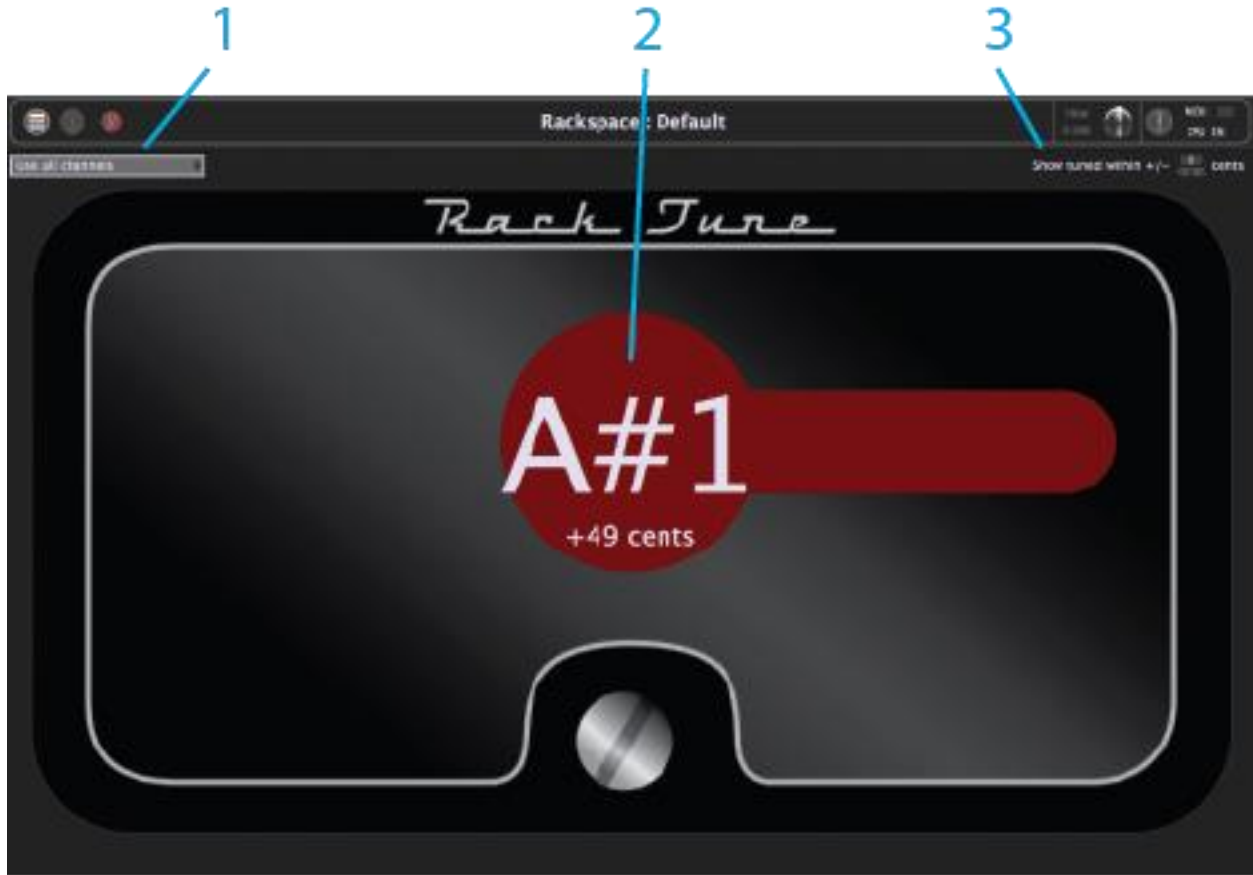 1 2 3
Rackspace: Default
Use all channels
Show tuned within +/- cents
Rack Tune
A#1
+49 cents